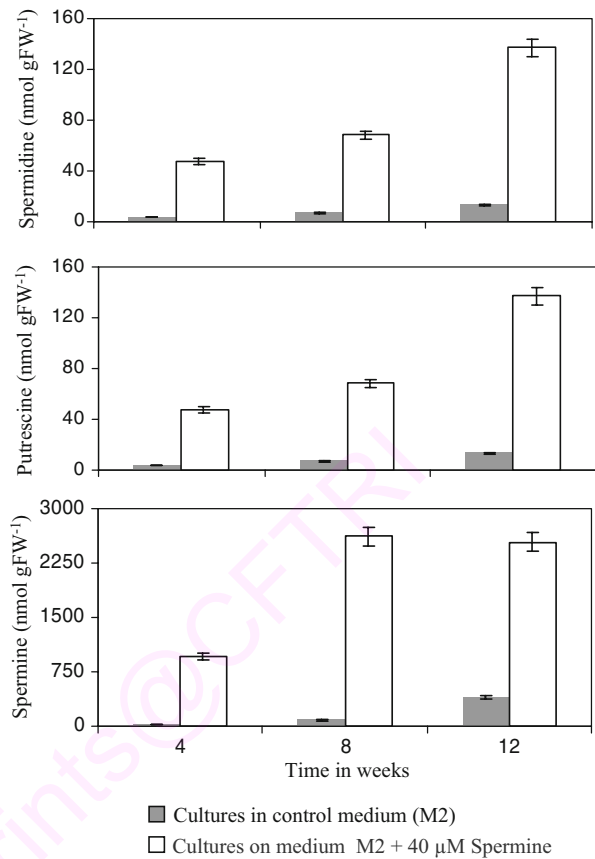 Spermidine (nmol gFW⁻¹)
160
120
80
40
0
Putrescine (nmol gFW⁻¹)
160
120
80
40
0
Spermine (nmol gFW⁻¹)
3000
2250
1500
750
0
4 8 12
Time in weeks
Cultures in control medium (M2)
Cultures on medium M2 + 40 µM Spermine
rints@CFTRI